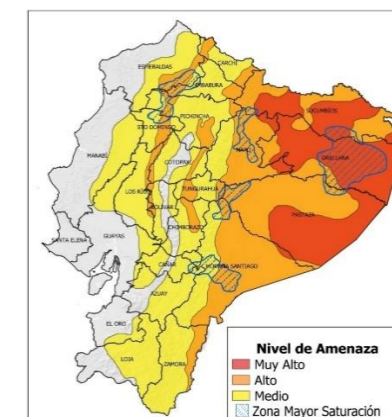 ESMERALDAS
CARCHI
IMBABURA
SUCUMBIOS
PICHINCHA
STO DOMINGO
NAPO
ORELLANA
MANABI
COTOPAXI
LOS RIOS
TUNGURAHUA
BOLIVAR
PASTAZA
CHIMBORAZO
GUAYAS
SANTA ELENA
CAÑAR
MORONA SANTIAGO
AZUAY
EL ORO
LOJA
ZAMORA
Nivel de Amenaza
Muy Alto
Alto
Medio
Zona Mayor Saturación